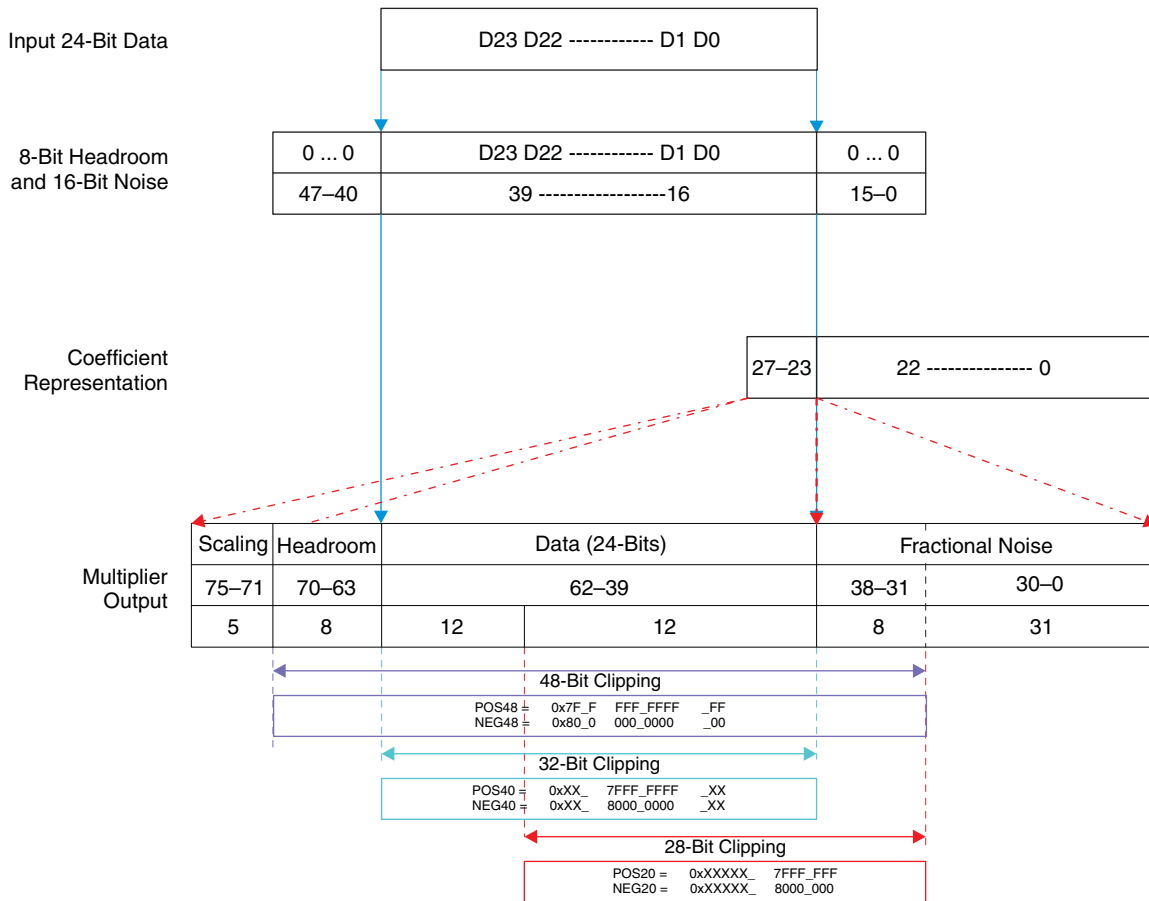 Input 24-Bit Data
D23 D22 ------------ D1 D0
8-Bit Headroom
and 16-Bit Noise
0 ... 0
D23 D22 ------------ D1 D0
0 ... 0
47–40
39 ------------------16
15–0
Coefficient
Representation
27–23
22 --------------- 0
Multiplier
Output
Scaling
Headroom
Data (24-Bits)
Fractional Noise
75–71
70–63
62–39
38–31
30–0
5
8
12
12
8
31
48-Bit Clipping
POS48 = 0x7F_F FFF_FFFF _FF
NEG48 = 0x80_0 000_0000 _00
32-Bit Clipping
POS40 = 0xXX_ 7FFF_FFFF _XX
NEG40 = 0xXX_ 8000_0000 _XX
28-Bit Clipping
POS20 = 0xXXXXX_ 7FFF_FFF
NEG20 = 0xXXXXX_ 8000_000